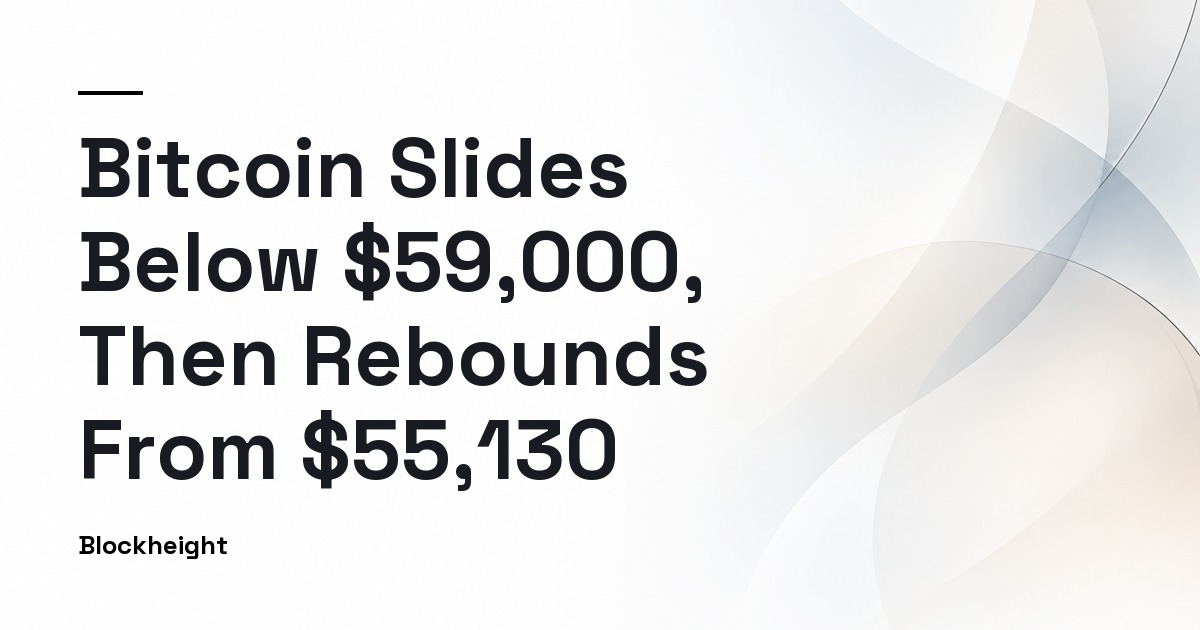 Bitcoin Slides
Below $59,000,
Then Rebounds
From $55,130
Blockheight